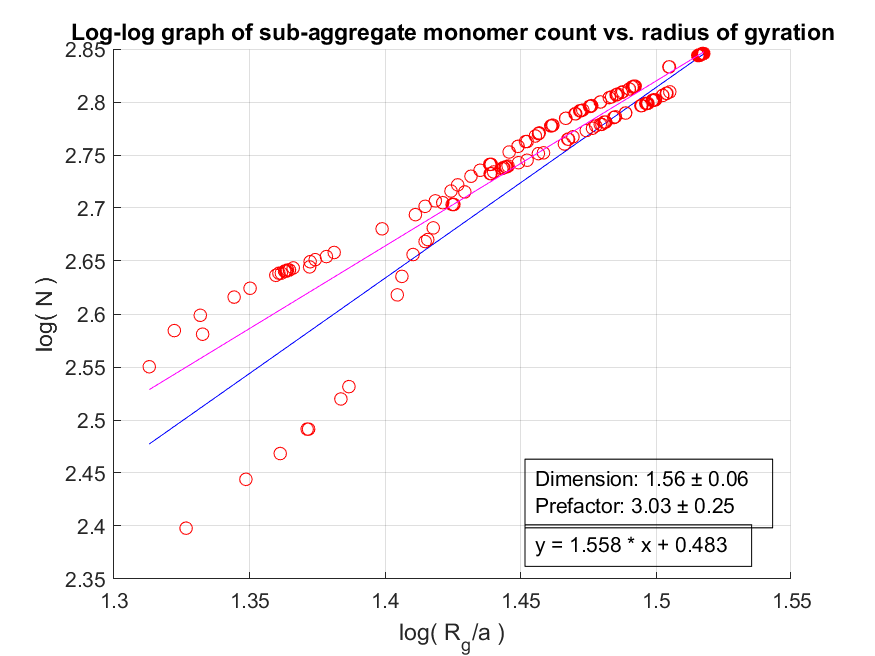 Log-log graph of sub-aggregate monomer count vs. radius of gyration
2.85
2.8
2.75
2.7
2.65
2.6
2.55
2.5
2.45
2.4
2.35
log( N )
Dimension: 1.56 ± 0.06
Prefactor: 3.03 ± 0.25
y = 1.558 * x + 0.483
1.3 1.35 1.4 1.45 1.5 1.55
log( R_g/a )